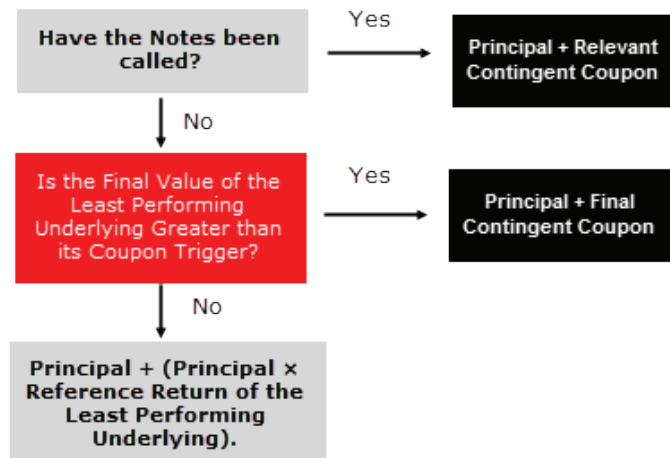 Have the Notes been
called?
Yes
Principal + Relevant
Contingent Coupon
No
Is the Final Value of the
Least Performing
Underlying Greater than
its Coupon Trigger?
Yes
Principal + Final
Contingent Coupon
No
Principal + (Principal ×
Reference Return of the
Least Performing
Underlying).